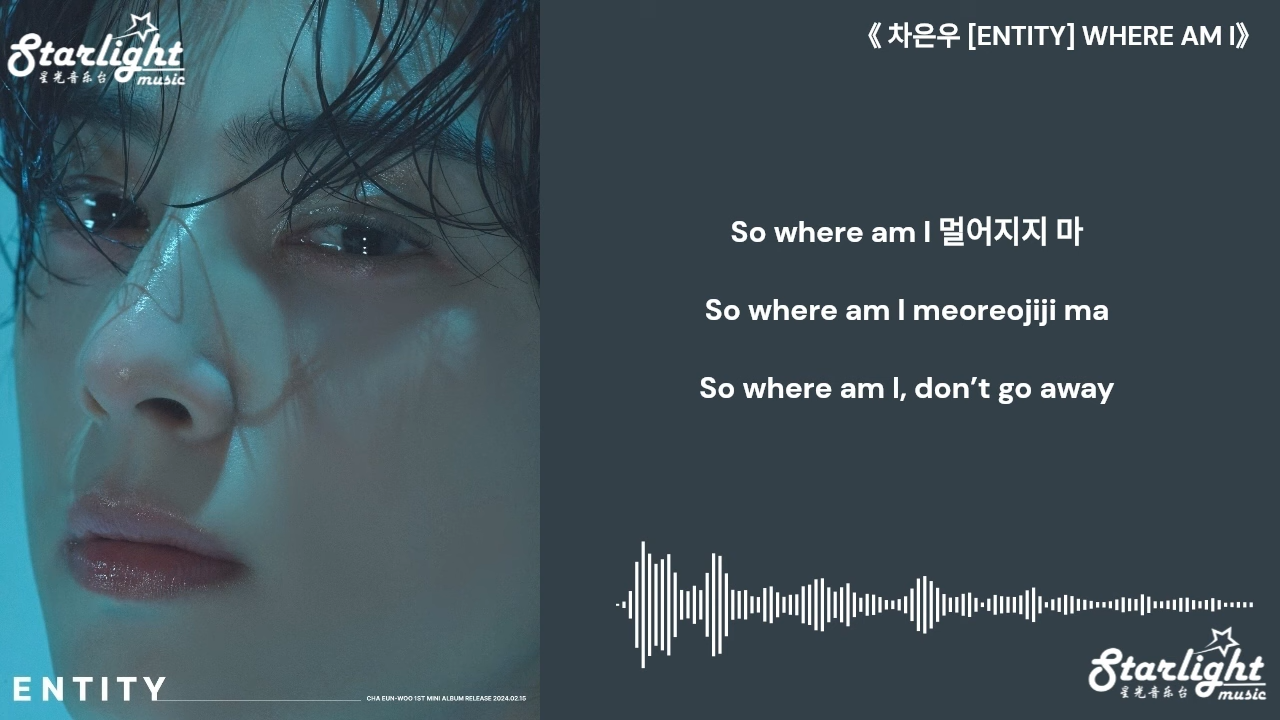 Starlight
星光音乐台 music
《 차은우 [ENTITY] WHERE AM I》
So where am I 멀어지지 마
So where am I meoreojiji ma
So where am I, don’t go away
ENTITY
CHA EUN-WOO 1ST MINI ALBUM RELEASE 2024.02.15
Starlight
星光音乐台 music